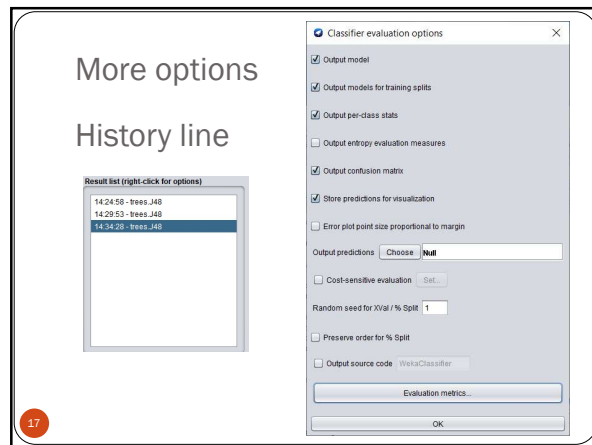 More options
History line
Result list (right-click for options)
14:24:58 - trees.J48
14:29:53 - trees.J48
14:34:28 - trees.J48
Classifier evaluation options
Output model
Output models for training splits
Output per-class stats
Output entropy evaluation measures
Output confusion matrix
Store predictions for visualization
Error plot point size proportional to margin
Output predictions Choose Null
Cost-sensitive evaluation Set...
Random seed for XVal / % Split 1
Preserve order for % Split
Output source code WekaClassifier
Evaluation metrics...
OK
17